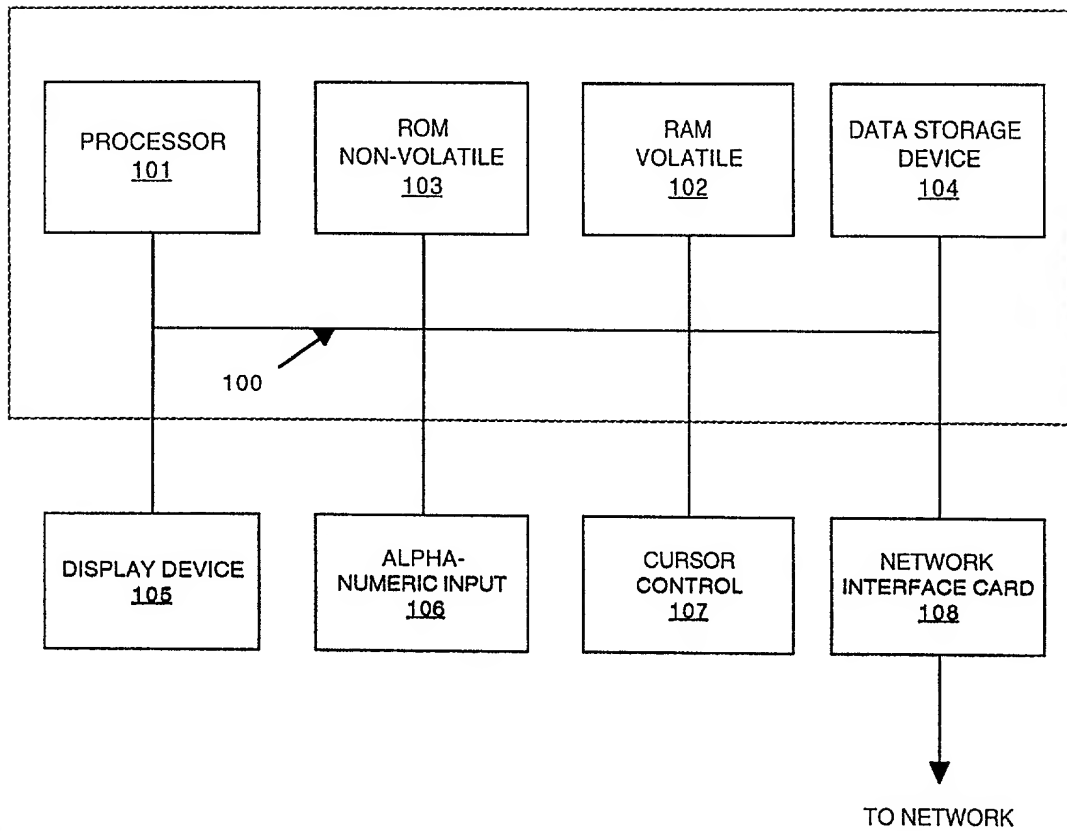 PROCESSOR
101
ROM
NON-VOLATILE
103
RAM
VOLATILE
102
DATA STORAGE
DEVICE
104
100
DISPLAY DEVICE
105
ALPHA-
NUMERIC INPUT
106
CURSOR
CONTROL
107
NETWORK
INTERFACE CARD
108
TO NETWORK